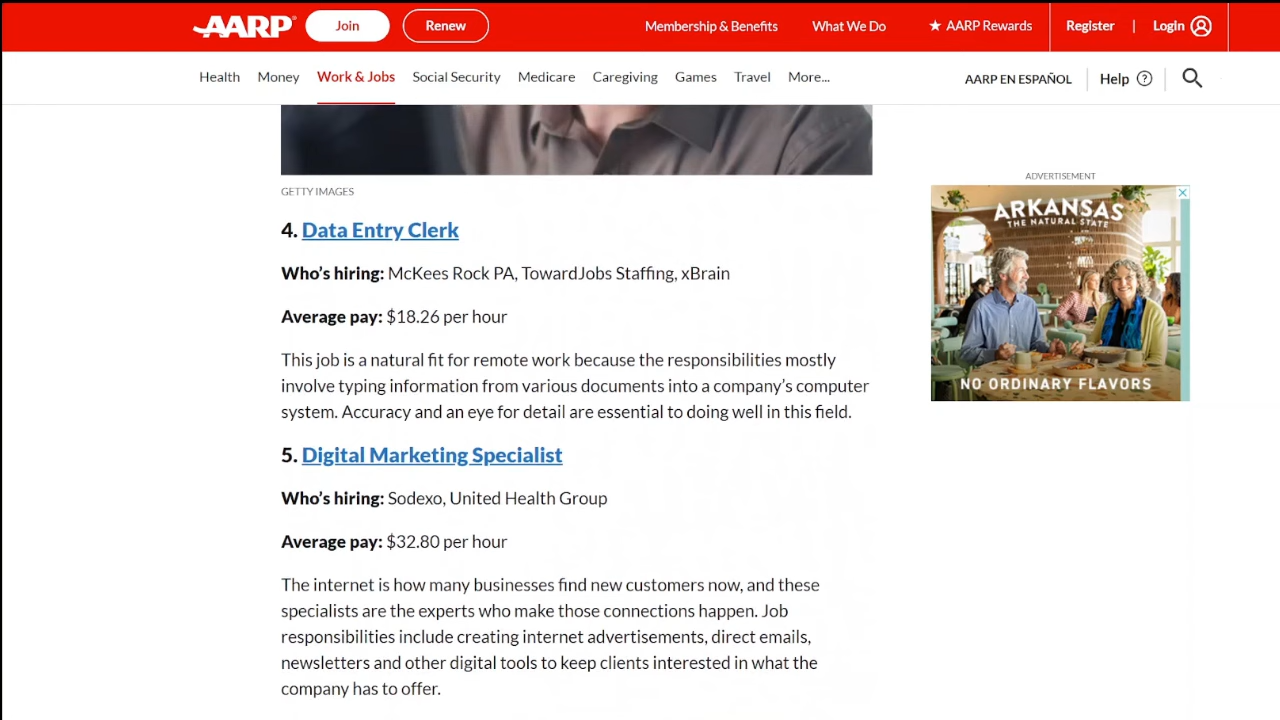 AARP Join Renew Membership & Benefits What We Do ★ AARP Rewards Register | Login
Health Money Work & Jobs Social Security Medicare Caregiving Games Travel More... AARP EN ESPAÑOL Help ?
GETTY IMAGES
4. Data Entry Clerk
Who's hiring: McKees Rock PA, TowardJobs Staffing, xBrain
Average pay: $18.26 per hour
This job is a natural fit for remote work because the responsibilities mostly
involve typing information from various documents into a company's computer
system. Accuracy and an eye for detail are essential to doing well in this field.
5. Digital Marketing Specialist
Who's hiring: Sodexo, United Health Group
Average pay: $32.80 per hour
The internet is how many businesses find new customers now, and these
specialists are the experts who make those connections happen. Job
responsibilities include creating internet advertisements, direct emails,
newsletters and other digital tools to keep clients interested in what the
company has to offer.
ADVERTISEMENT
ARKANSAS
THE NATURAL STATE
NO ORDINARY FLAVORS